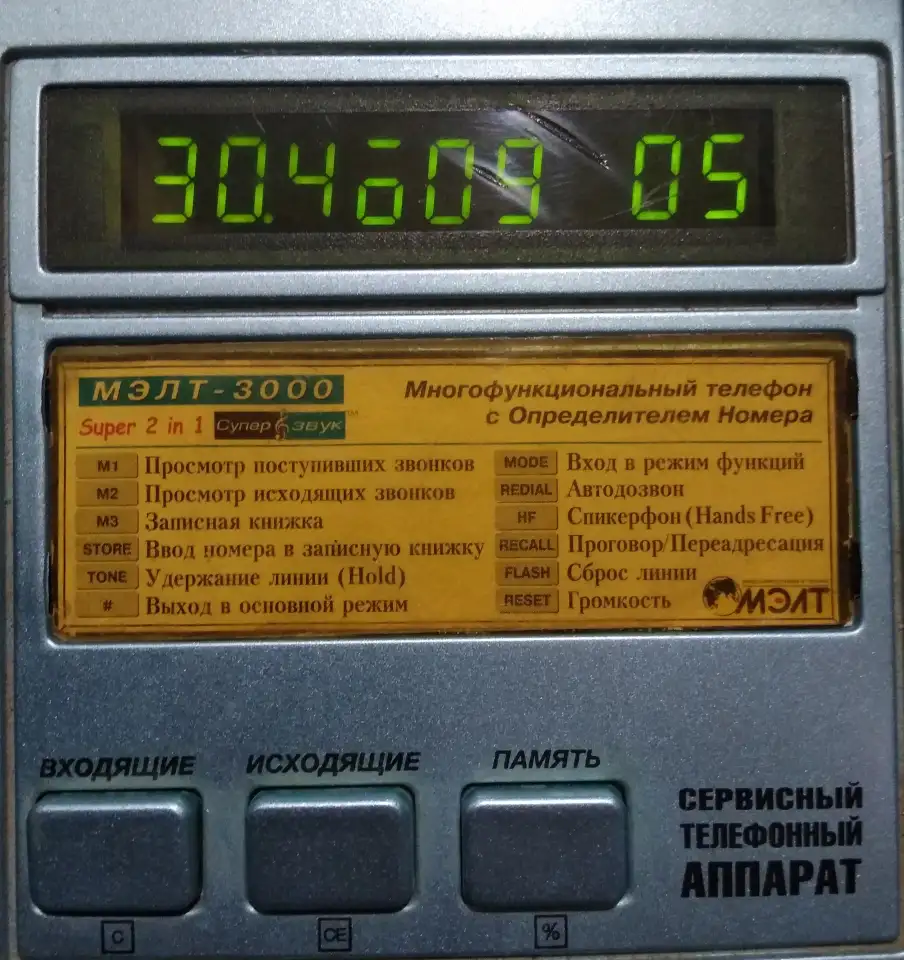 30.4 09 05
МЭЛТ-3000
Многофункциональный телефон
с Определителем Номера
Super 2 in 1 Супер звук™
M1 Просмотр поступивших звонков
M2 Просмотр исходящих звонков
M3 Записная книжка
STORE Ввод номера в записную книжку
TONE Удержание линии (Hold)
# Выход в основной режим
MODE Вход в режим функций
REDIAL Автодозвон
HF Спикерфон (Hands Free)
RECALL Проговор/Переадресация
FLASH Сброс линии
RESET Громкость
МЭЛТ
ВХОДЯЩИЕ ИСХОДЯЩИЕ ПАМЯТЬ
СЕРВИСНЫЙ
ТЕЛЕФОННЫЙ
АППАРАТ
C CE %